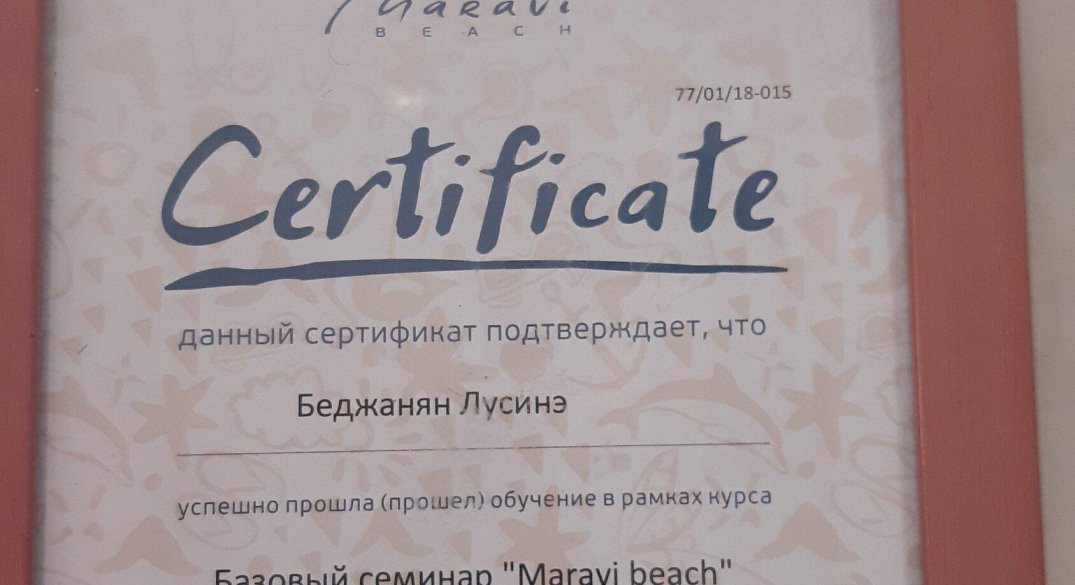 Maravi
BEACH
77/01/18-015
Certificate
данный сертификат подтверждает, что
Беджанян Лусинэ
успешно прошла (прошел) обучение в рамках курса
Базовый семинар "Maravi beach"